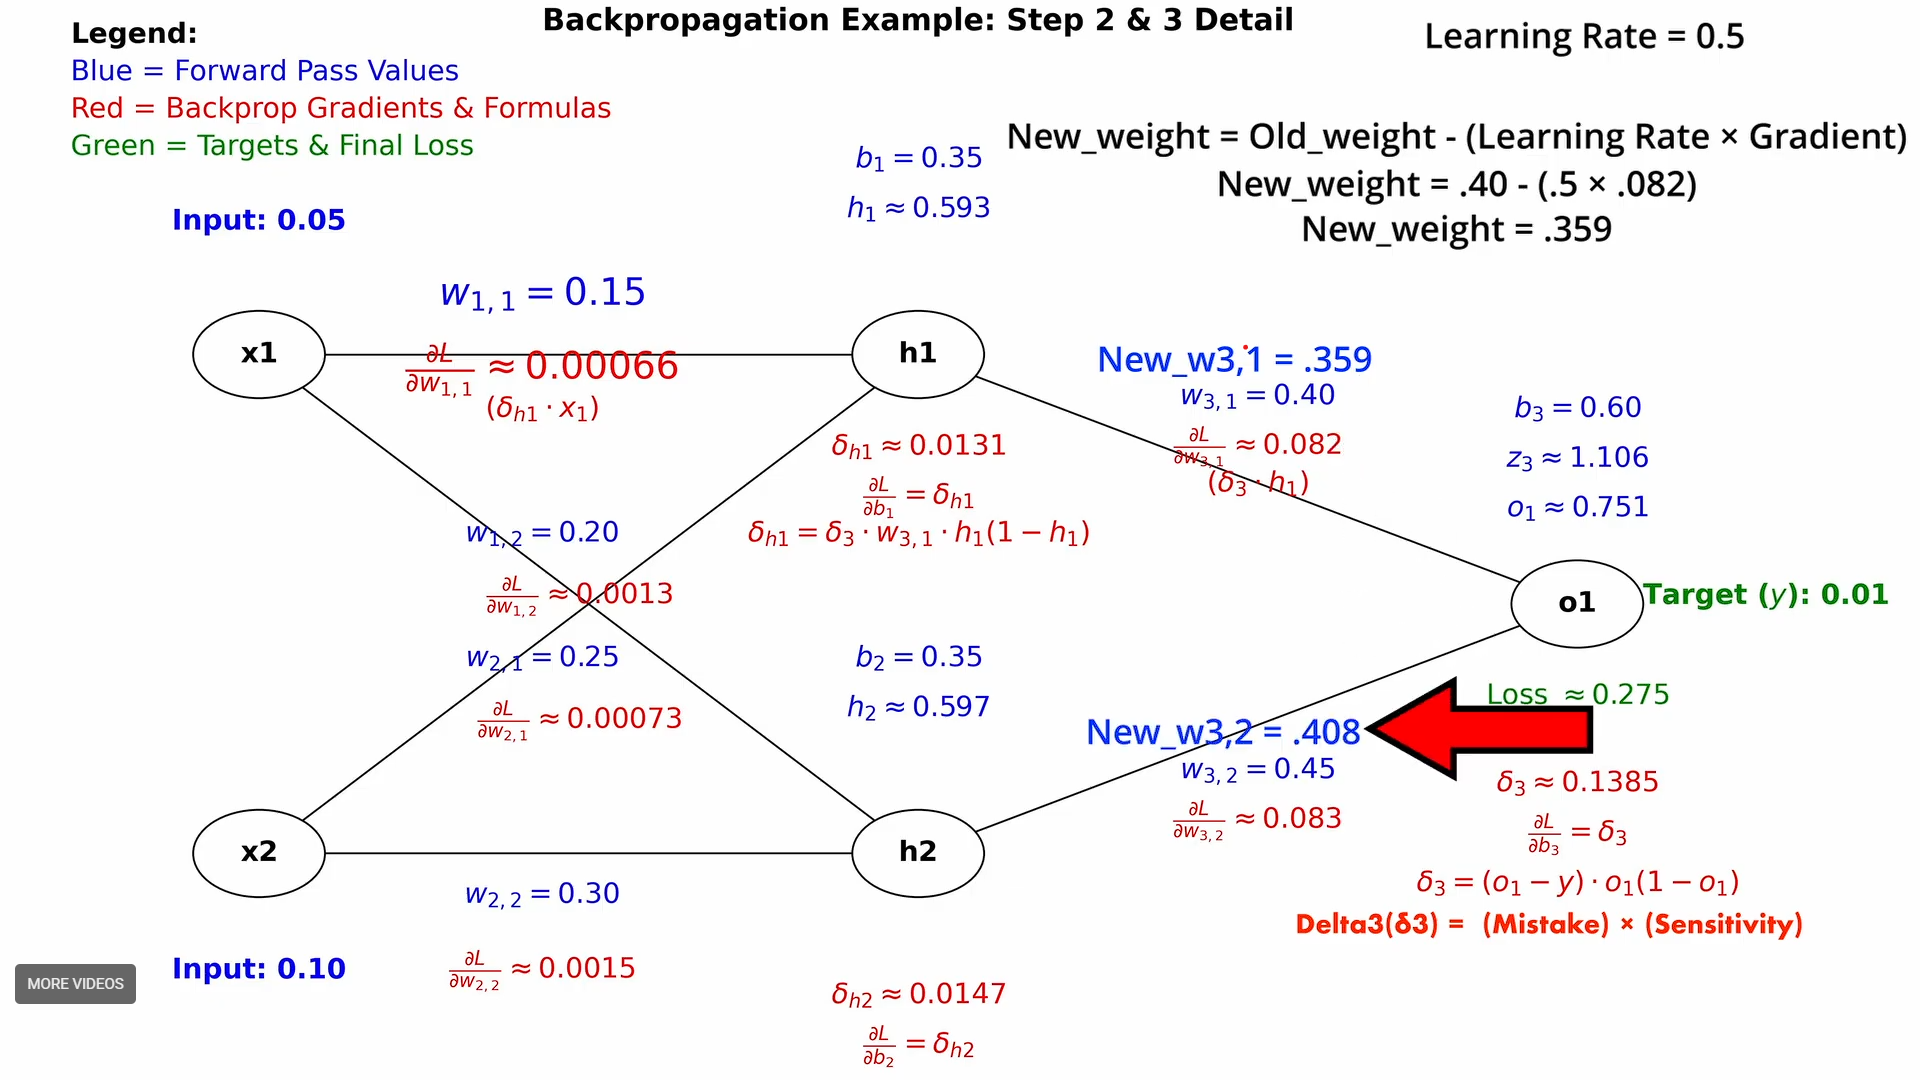 Backpropagation Example: Step 2 & 3 Detail
Legend:
Blue = Forward Pass Values
Red = Backprop Gradients & Formulas
Green = Targets & Final Loss
Learning Rate = 0.5
New_weight = Old_weight - (Learning Rate × Gradient)
New_weight = .40 - (.5 × .082)
New_weight = .359
b₁ = 0.35
h₁ ≈ 0.593
Input: 0.05
w₁,₁ = 0.15
x1
∂L/∂w₁,₁ ≈ 0.00066
(δₕ₁ · x₁)
h1
New_w3,1 = .359
w₃,₁ = 0.40
∂L/∂w₃,₁ ≈ 0.082
(δ₃ · h₁)
b₃ = 0.60
z₃ ≈ 1.106
o₁ ≈ 0.751
δₕ₁ ≈ 0.0131
∂L/∂b₁ = δₕ₁
δₕ₁ = δ₃ · w₃,₁ · h₁(1 − h₁)
w₁,₂ = 0.20
∂L/∂w₁,₂ ≈ 0.0013
w₂,₁ = 0.25
∂L/∂w₂,₁ ≈ 0.00073
o1
Target (y): 0.01
b₂ = 0.35
h₂ ≈ 0.597
Loss ≈ 0.275
New_w3,2 = .408
w₃,₂ = 0.45
∂L/∂w₃,₂ ≈ 0.083
δ₃ ≈ 0.1385
∂L/∂b₃ = δ₃
δ₃ = (o₁ − y) · o₁(1 − o₁)
Delta3(δ3) = (Mistake) × (Sensitivity)
x2
h2
w₂,₂ = 0.30
Input: 0.10
∂L/∂w₂,₂ ≈ 0.0015
δₕ₂ ≈ 0.0147
∂L/∂b₂ = δₕ₂
MORE VIDEOS